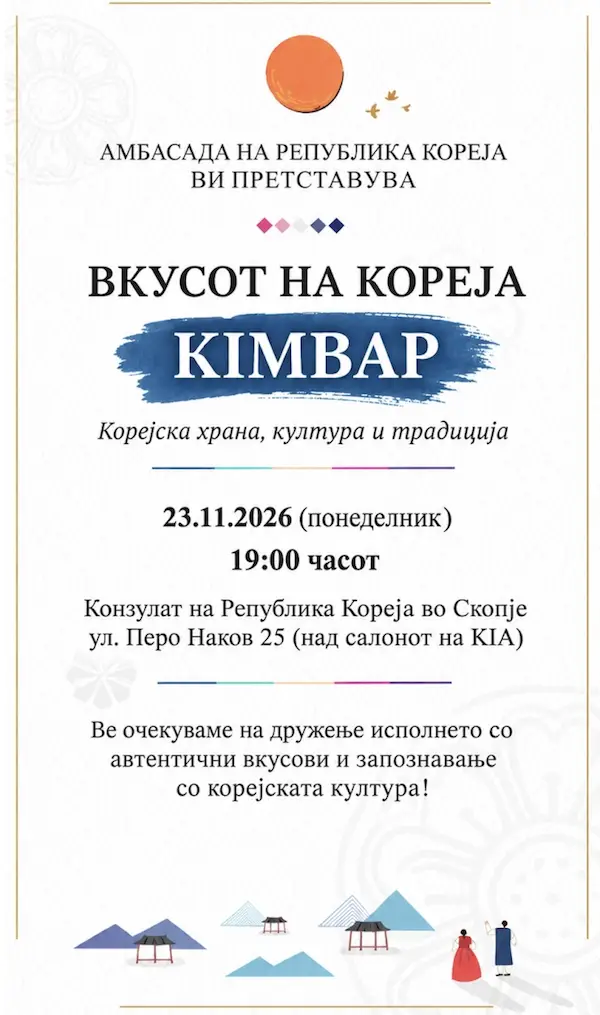 АМБАСАДА НА РЕПУБЛИКА КОРЕЈА
ВИ ПРЕТСТАВУВА
ВКУСОТ НА КОРЕЈА
KIMBAP
Корејска храна, култура и традиција
23.11.2026 (понеделник)
19:00 часот
Конзулат на Република Кореја во Скопје
ул. Перо Наков 25 (над салонот на KIA)
Ве очекуваме на дружење исполнето со
автентични вкусови и запознавање
со корејската култура!